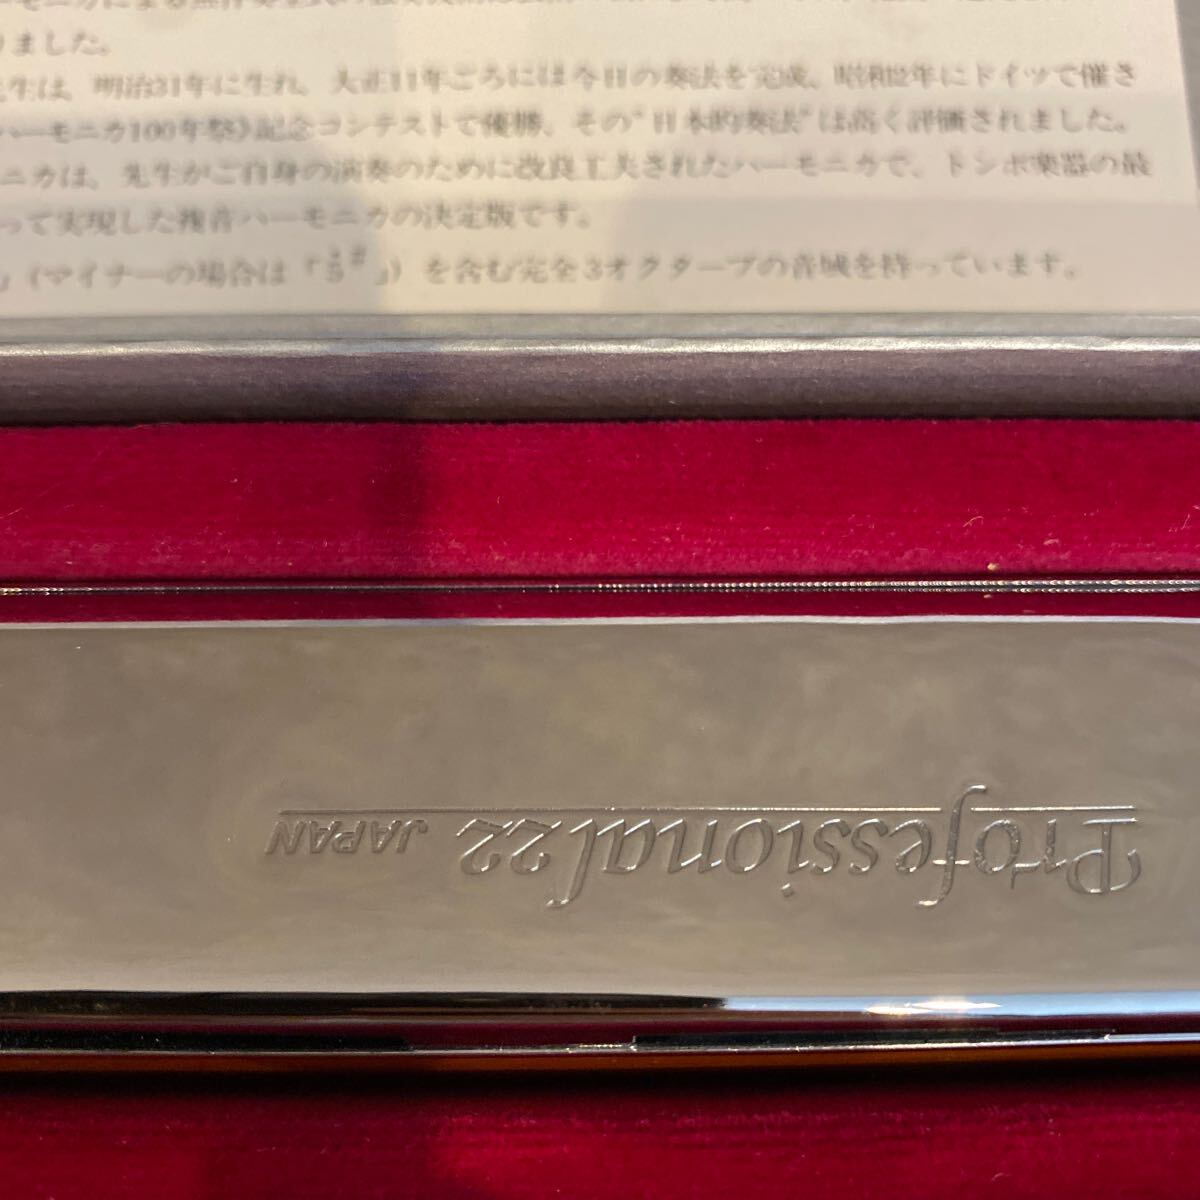 りました。
生は、明治31年に生れ、大正11年ごろには今日の奏法を完成、昭和2年にドイツで催さ
ハーモニカ100年祭》記念コンテストで優勝、その“日本的奏法”は高く評価されました。
ニカは、先生がご自身の演奏のために改良工夫されたハーモニカで、トンボ楽器の最
って実現した複音ハーモニカの決定版です。
(マイナーの場合は「5#」) を含む完全3オクターブの音域を持っています。
Professional 22 JAPAN